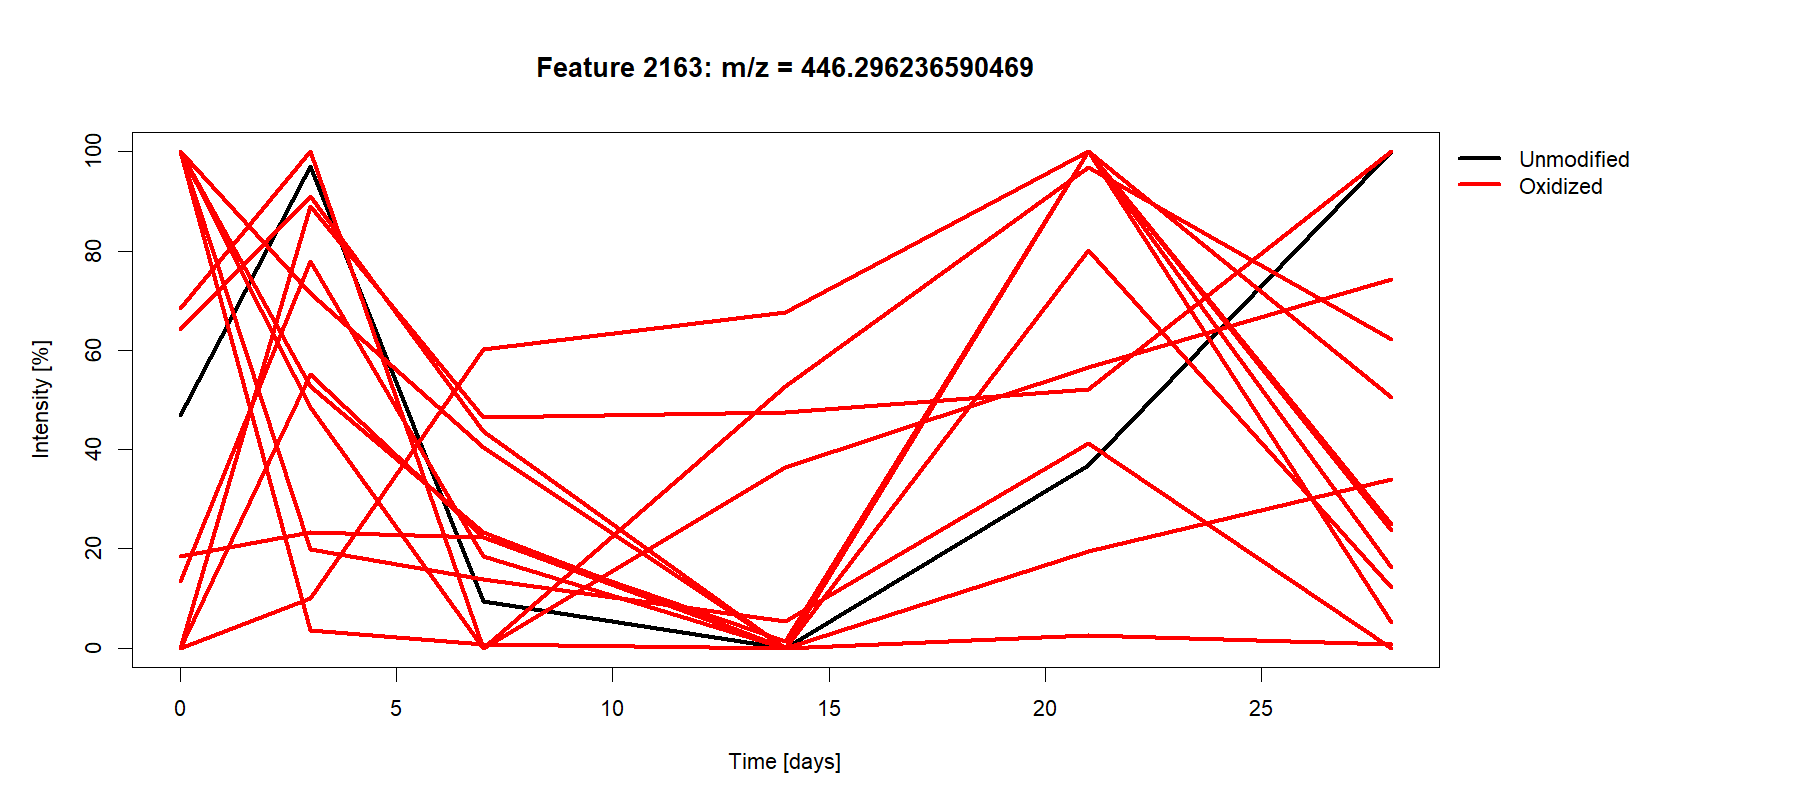 Feature 2163: m/z = 446.296236590469
Unmodified
Oxidized
Intensity [%]
100
80
60
40
20
0
0 5 10 15 20 25
Time [days]